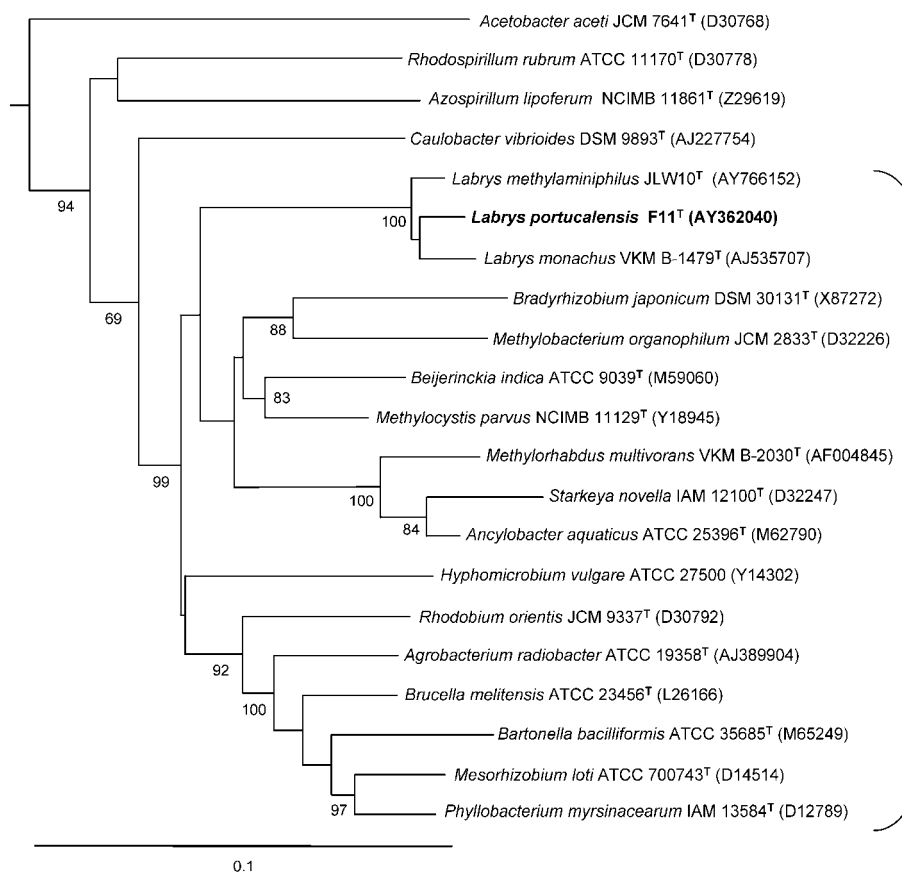 Acetobacter aceti JCM 7641ᵀ (D30768)
Rhodospirillum rubrum ATCC 11170ᵀ (D30778)
Azospirillum lipoferum NCIMB 11861ᵀ (Z29619)
Caulobacter vibrioides DSM 9893ᵀ (AJ227754)
Labrys methylaminiphilus JLW10ᵀ (AY766152)
94
100
Labrys portucalensis F11ᵀ (AY362040)
Labrys monachus VKM B-1479ᵀ (AJ535707)
Bradyrhizobium japonicum DSM 30131ᵀ (X87272)
69
88
Methylobacterium organophilum JCM 2833ᵀ (D32226)
Beijerinckia indica ATCC 9039ᵀ (M59060)
83
Methylocystis parvus NCIMB 11129ᵀ (Y18945)
Methylorhabdus multivorans VKM B-2030ᵀ (AF004845)
99
100
Starkeya novella IAM 12100ᵀ (D32247)
84
Ancylobacter aquaticus ATCC 25396ᵀ (M62790)
Hyphomicrobium vulgare ATCC 27500 (Y14302)
Rhodobium orientis JCM 9337ᵀ (D30792)
Agrobacterium radiobacter ATCC 19358ᵀ (AJ389904)
92
Brucella melitensis ATCC 23456ᵀ (L26166)
100
Bartonella bacilliformis ATCC 35685ᵀ (M65249)
Mesorhizobium loti ATCC 700743ᵀ (D14514)
97
Phyllobacterium myrsinacearum IAM 13584ᵀ (D12789)
0.1